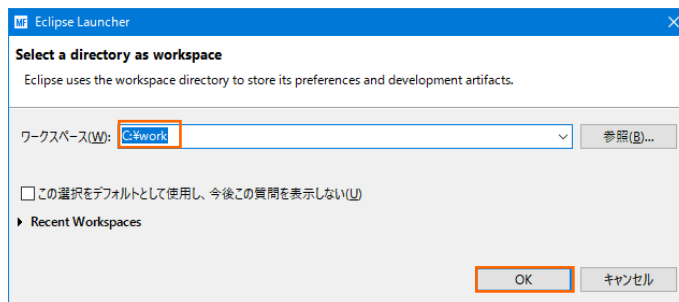 MF Eclipse Launcher
Select a directory as workspace
Eclipse uses the workspace directory to store its preferences and development artifacts.
ワークスペース(W): C:¥work 参照(B)...
この選択をデフォルトとして使用し、今後この質問を表示しない(U)
Recent Workspaces
OK キャンセル